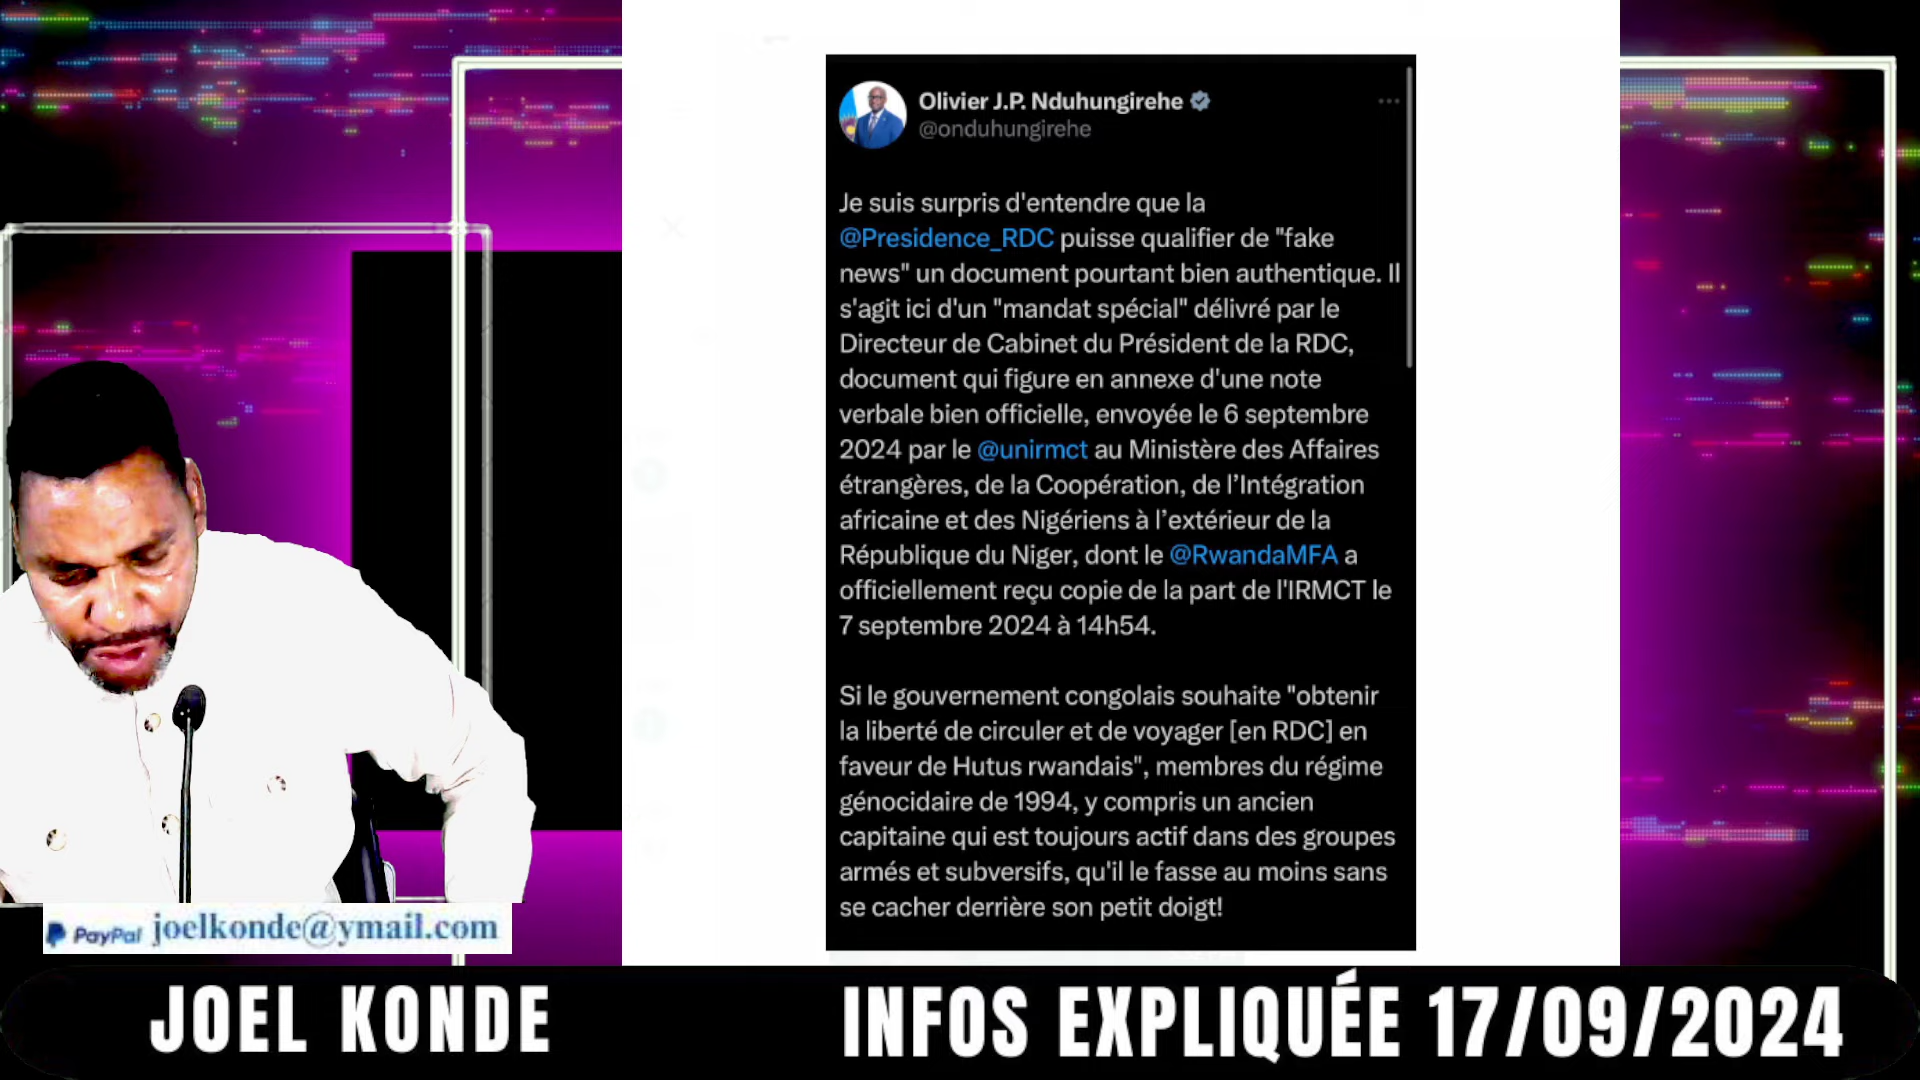 Olivier J.P. Nduhungirehe
@onduhungirehe
Je suis surpris d'entendre que la
@Presidence_RDC puisse qualifier de "fake
news" un document pourtant bien authentique. Il
s'agit ici d'un "mandat spécial" délivré par le
Directeur de Cabinet du Président de la RDC,
document qui figure en annexe d'une note
verbale bien officielle, envoyée le 6 septembre
2024 par le @unirmct au Ministère des Affaires
étrangères, de la Coopération, de l’Intégration
africaine et des Nigériens à l’extérieur de la
République du Niger, dont le @RwandaMFA a
officiellement reçu copie de la part de l'IRMCT le
7 septembre 2024 à 14h54.
Si le gouvernement congolais souhaite "obtenir
la liberté de circuler et de voyager [en RDC] en
faveur de Hutus rwandais", membres du régime
génocidaire de 1994, y compris un ancien
capitaine qui est toujours actif dans des groupes
armés et subversifs, qu'il le fasse au moins sans
se cacher derrière son petit doigt!
PayPal joelkonde@ymail.com
JOEL KONDE
INFOS EXPLIQUÉE 17/09/2024